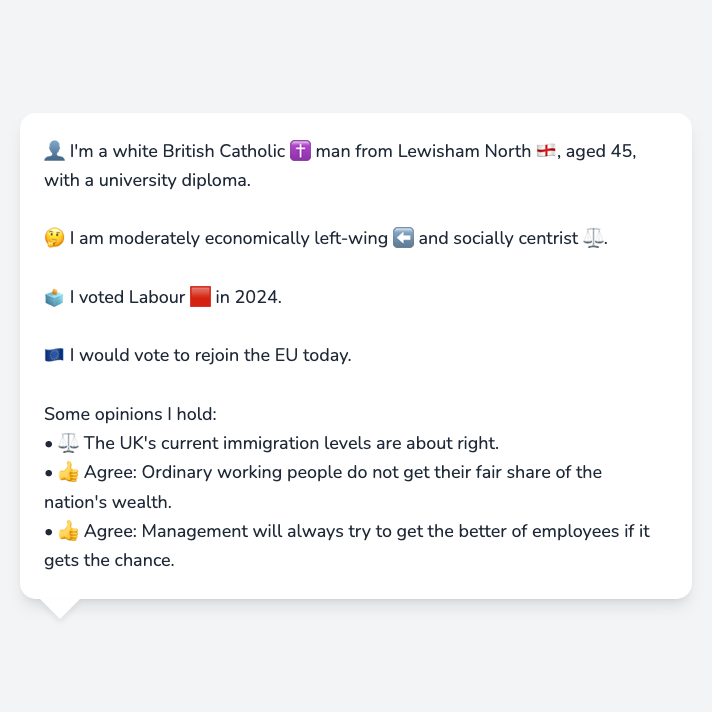 👤 I'm a white British Catholic ✝️ man from Lewisham North 🏴󠁧󠁢󠁥󠁮󠁧󠁿, aged 45,
with a university diploma.
🤔 I am moderately economically left-wing ⬅️ and socially centrist ⚖️.
🗳️ I voted Labour 🟥 in 2024.
🇪🇺 I would vote to rejoin the EU today.
Some opinions I hold:
• ⚖️ The UK's current immigration levels are about right.
• 👍 Agree: Ordinary working people do not get their fair share of the
nation's wealth.
• 👍 Agree: Management will always try to get the better of employees if it
gets the chance.